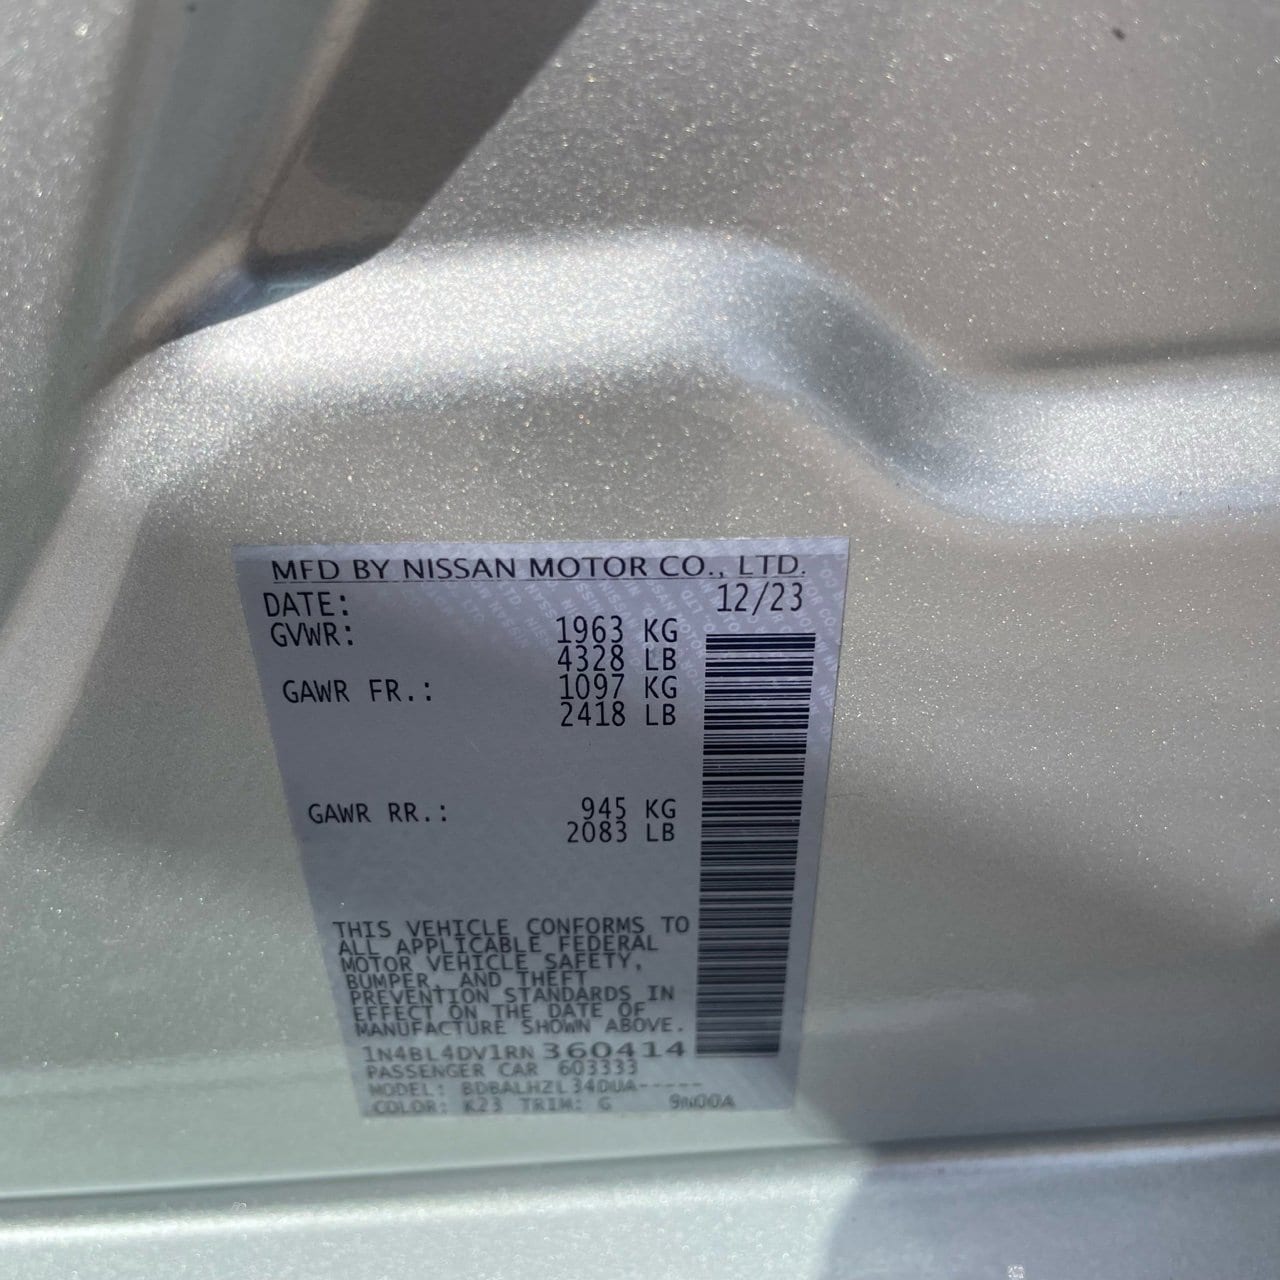 MFD BY NISSAN MOTOR CO., LTD.
DATE: 12/23
GVWR: 1963 KG
4328 LB
GAWR FR.: 1097 KG
2418 LB
GAWR RR.: 945 KG
2083 LB
THIS VEHICLE CONFORMS TO
ALL APPLICABLE FEDERAL
MOTOR VEHICLE SAFETY,
BUMPER, AND THEFT
PREVENTION STANDARDS IN
EFFECT ON THE DATE OF
MANUFACTURE SHOWN ABOVE.
1N4BL4DV1RN360414
PASSENGER CAR 603333
MODEL: BDBALHZL34DUA-----
COLOR: K23 TRIM: G 9N00A